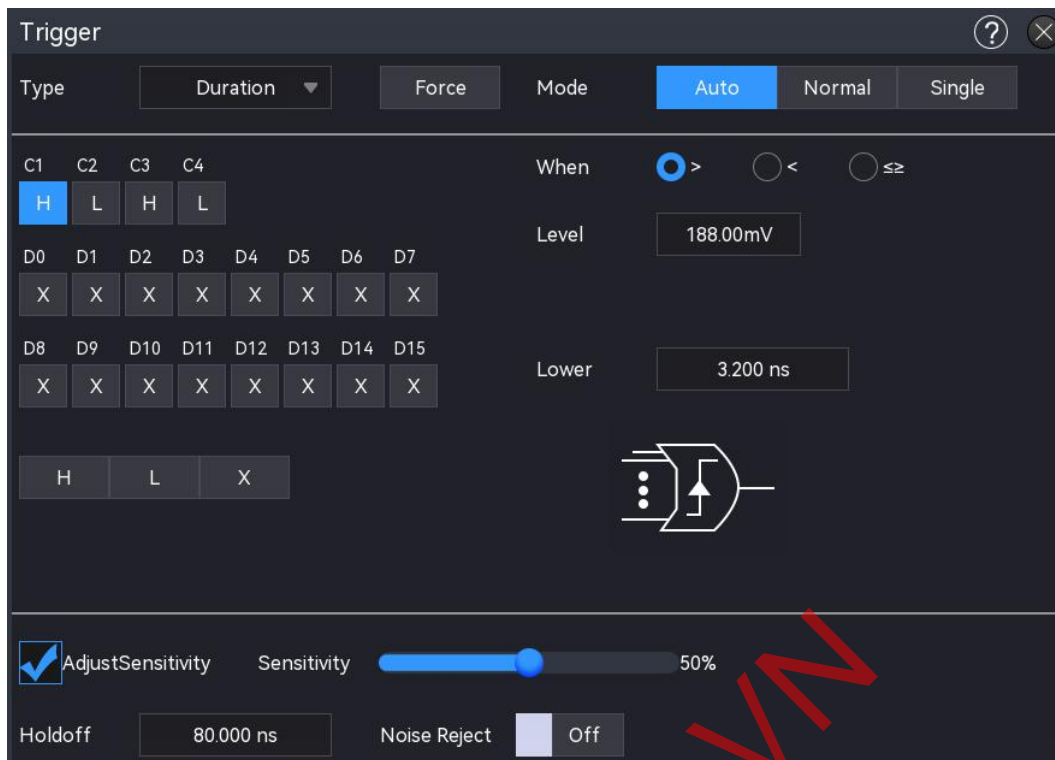 Trigger ?
Type Duration Force Mode Auto Normal Single
C1 C2 C3 C4 When > < ≤≥
H L H L
Level 188.00mV
D0 D1 D2 D3 D4 D5 D6 D7
X X X X X X X X
D8 D9 D10 D11 D12 D13 D14 D15
Lower 3.200 ns
X X X X X X X X
H L X
AdjustSensitivity Sensitivity 50%
Holdoff 80.000 ns Noise Reject Off
VN